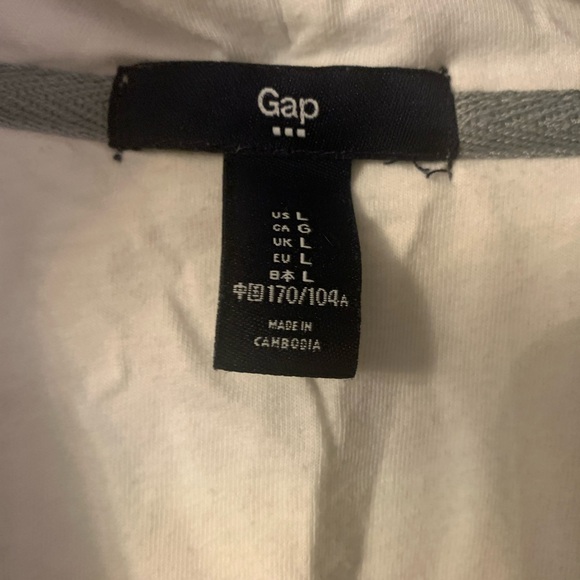 Gap
US L
CA G
UK L
EU L
日本 L
中国170/104A
MADE IN
CAMBODIA